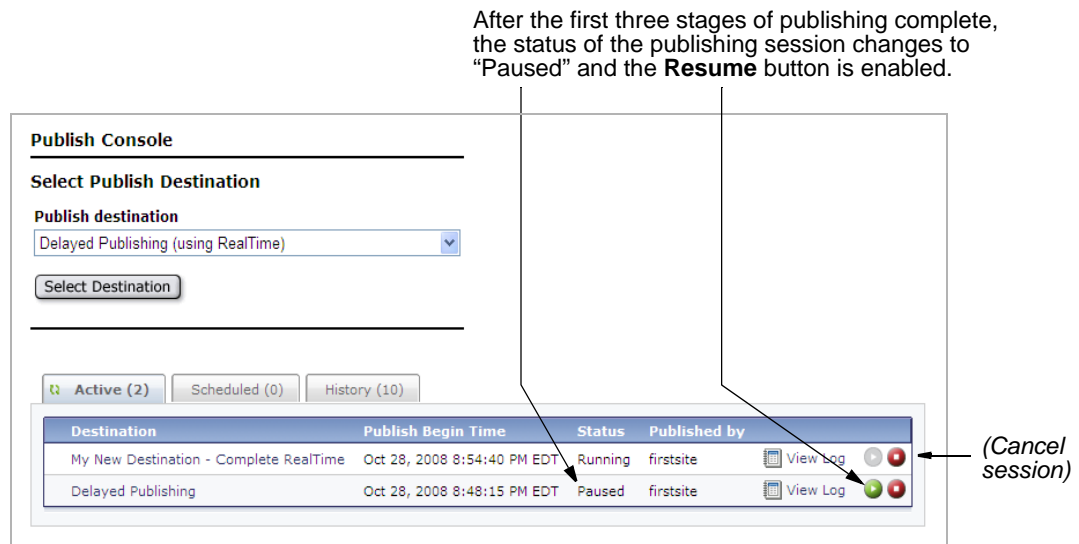 After the first three stages of publishing complete,
the status of the publishing session changes to
“Paused” and the Resume button is enabled.
Publish Console
Select Publish Destination
Publish destination
Delayed Publishing (using RealTime)
Select Destination
Active (2) Scheduled (0) History (10)
Destination Publish Begin Time Status Published by
My New Destination - Complete RealTime Oct 28, 2008 8:54:40 PM EDT Running firstsite View Log
Delayed Publishing Oct 28, 2008 8:48:15 PM EDT Paused firstsite View Log
(Cancel
session)